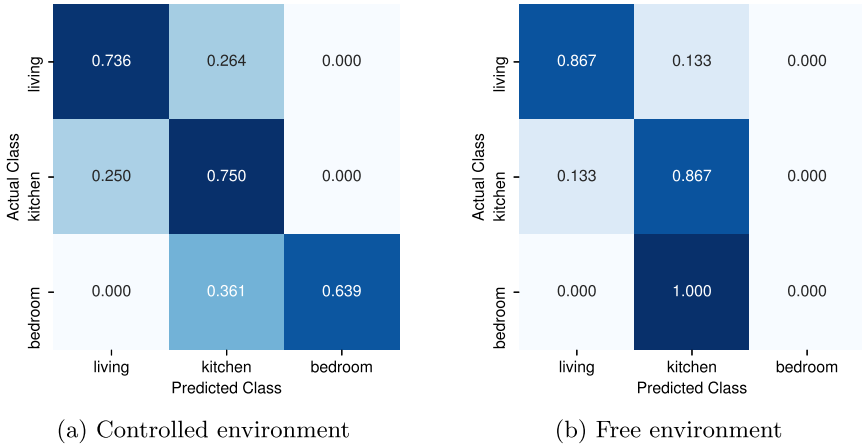 Actual Class
living
0.736 0.264 0.000
kitchen
0.250 0.750 0.000
bedroom
0.000 0.361 0.639
living kitchen bedroom
Predicted Class
(a) Controlled environment
Actual Class
living
0.867 0.133 0.000
kitchen
0.133 0.867 0.000
bedroom
0.000 1.000 0.000
living kitchen bedroom
Predicted Class
(b) Free environment